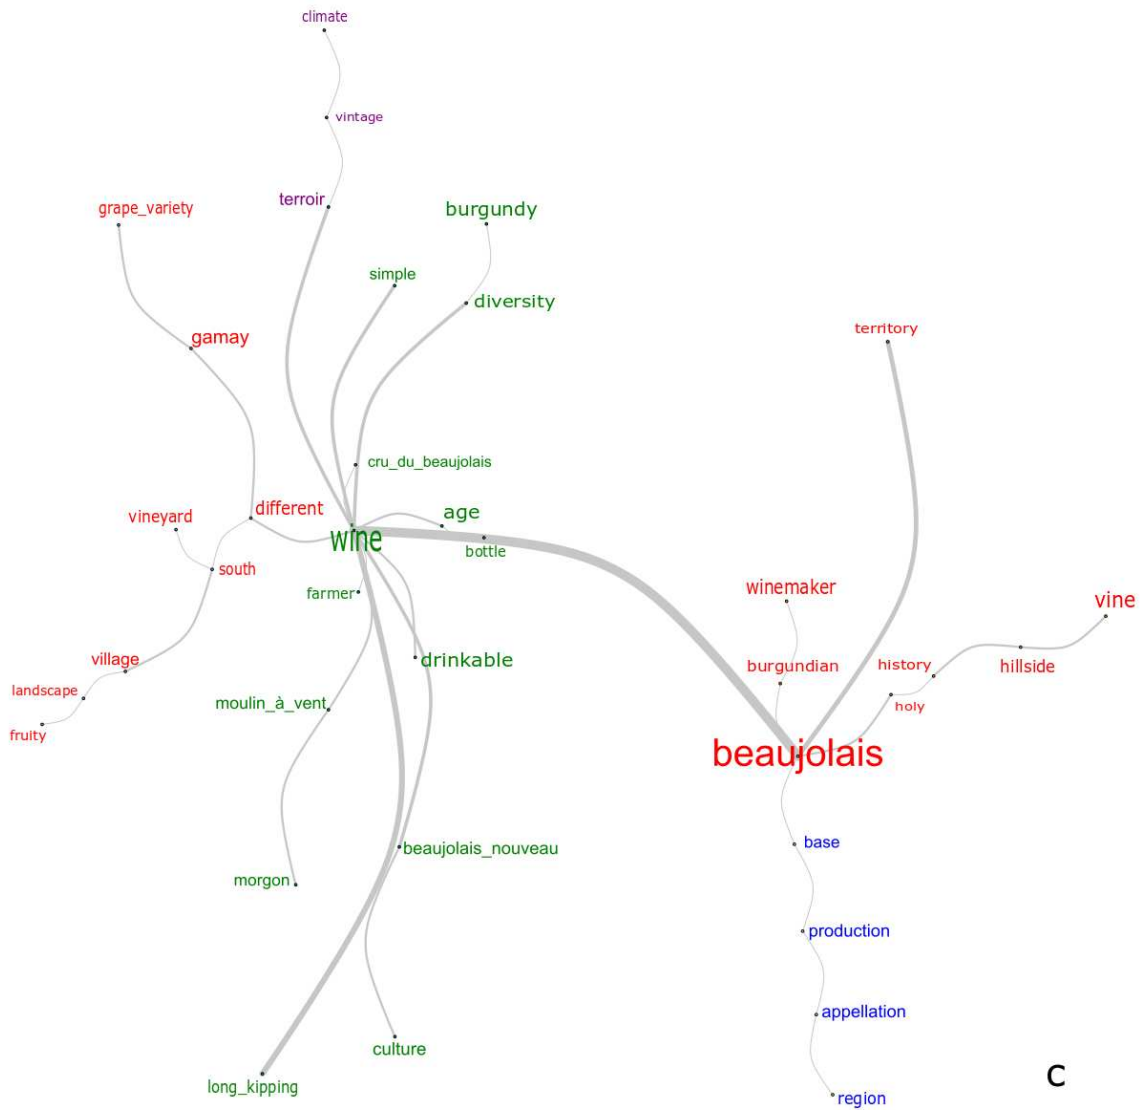 climate
vintage
terroir
grape_variety
burgundy
simple
diversity
gamay
territory
cru_du_beaujolais
different
age
vineyard
wine
bottle
south
farmer
winemaker
vine
village
drinkable
burgundian
history
hillside
landscape
moulin_à_vent
holy
fruity
beaujolais
base
beaujolais_nouveau
morgon
production
appellation
culture
long_kipping
region
C